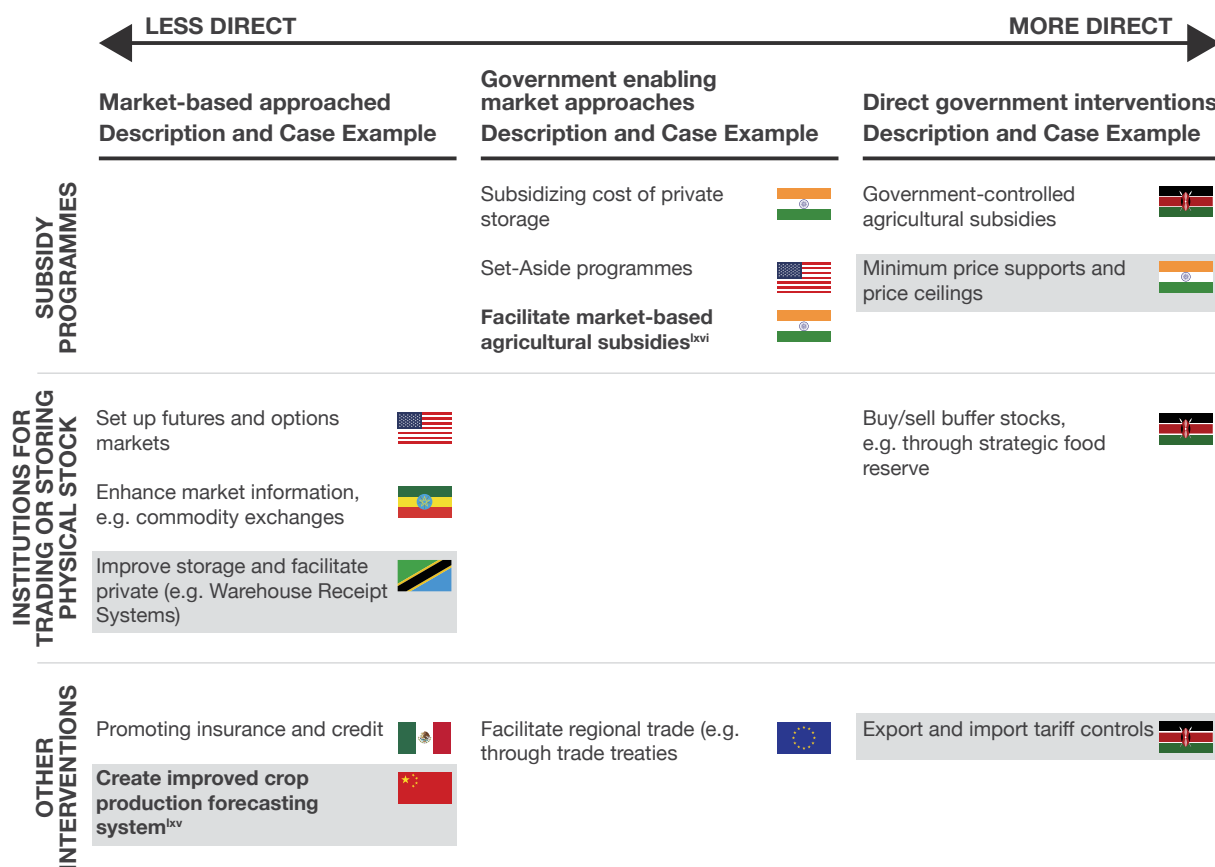 LESS DIRECT
MORE DIRECT
Market-based approached
Description and Case Example
Government enabling
market approaches
Description and Case Example
Direct government interventions
Description and Case Example
SUBSIDY
PROGRAMMES
Subsidizing cost of private
storage
Set-Aside programmes
Facilitate market-based
agricultural subsidieslxvi
Government-controlled
agricultural subsidies
Minimum price supports and
price ceilings
INSTITUTIONS FOR
TRADING OR STORING
PHYSICAL STOCK
Set up futures and options
markets
Enhance market information,
e.g. commodity exchanges
Improve storage and facilitate
private (e.g. Warehouse Receipt
Systems)
Buy/sell buffer stocks,
e.g. through strategic food
reserve
OTHER
INTERVENTIONS
Promoting insurance and credit
Create improved crop
production forecasting
systemlxv
Facilitate regional trade (e.g.
through trade treaties
Export and import tariff controls